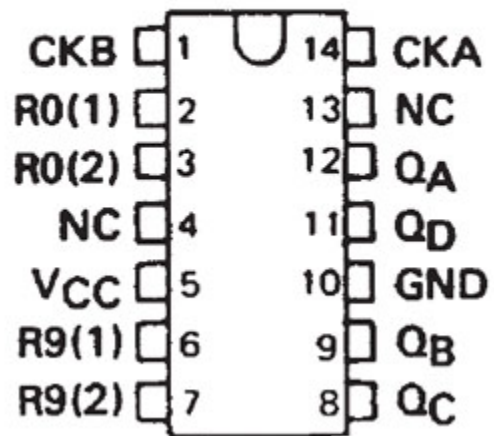 CKB 1 14 CKA
R0(1) 2 13 NC
R0(2) 3 12 QA
NC 4 11 QD
VCC 5 10 GND
R9(1) 6 9 QB
R9(2) 7 8 QC